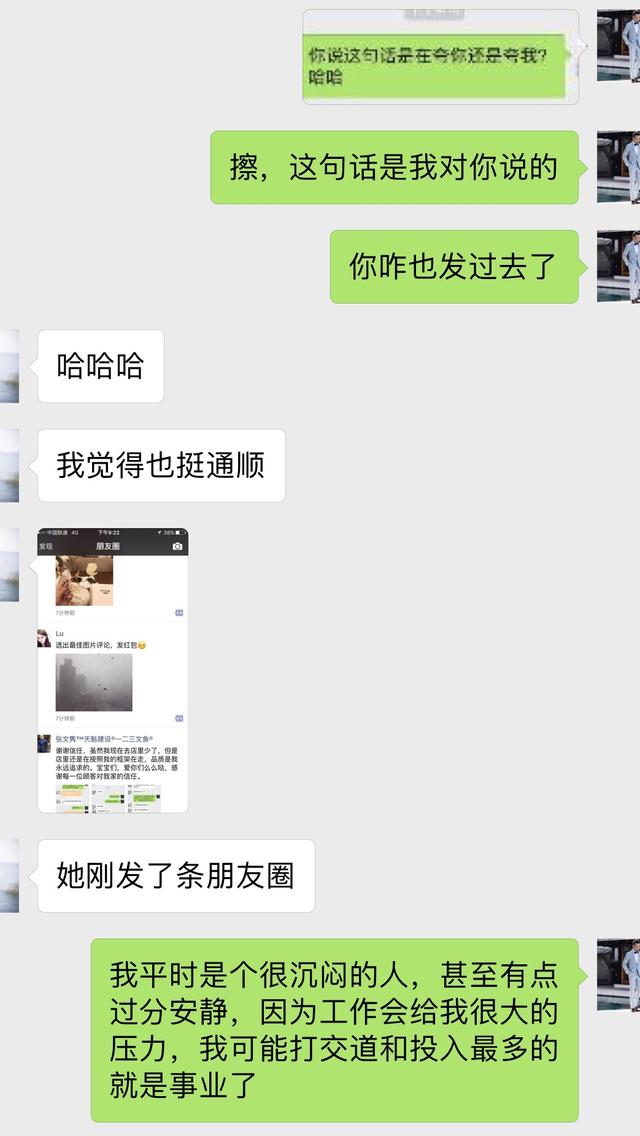 你说这句话是在夸你还是夸我?
哈哈
擦，这句话是我对你说的
你咋也发过去了
哈哈哈
我觉得也挺通顺
中国联通 4G 下午9:22 38%
发现 朋友圈
7分钟前
Lu
选出最佳图片评论，发红包
7分钟前
张文隽™天魁建设®一二三文鱼®
谢谢信任，虽然我现在去店里少了，但是
店里还是在按照我的框架在走，品质是我
永远追求的。宝宝们，爱你们么么哒，感
谢每一位顾客对我家的信任。
她刚发了条朋友圈
我平时是个很沉闷的人，甚至有点
过分安静，因为工作会给我很大的
压力，我可能打交道和投入最多的
就是事业了